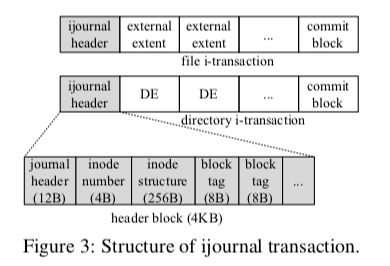 ijournal external external commit
header extent extent ... block
file i-transaction
ijournal DE DE ... commit
header block
directory i-transaction
journal inode inode block block
header number structure tag tag ...
(12B) (4B) (256B) (8B) (8B)
header block (4KB)
Figure 3: Structure of ijournal transaction.